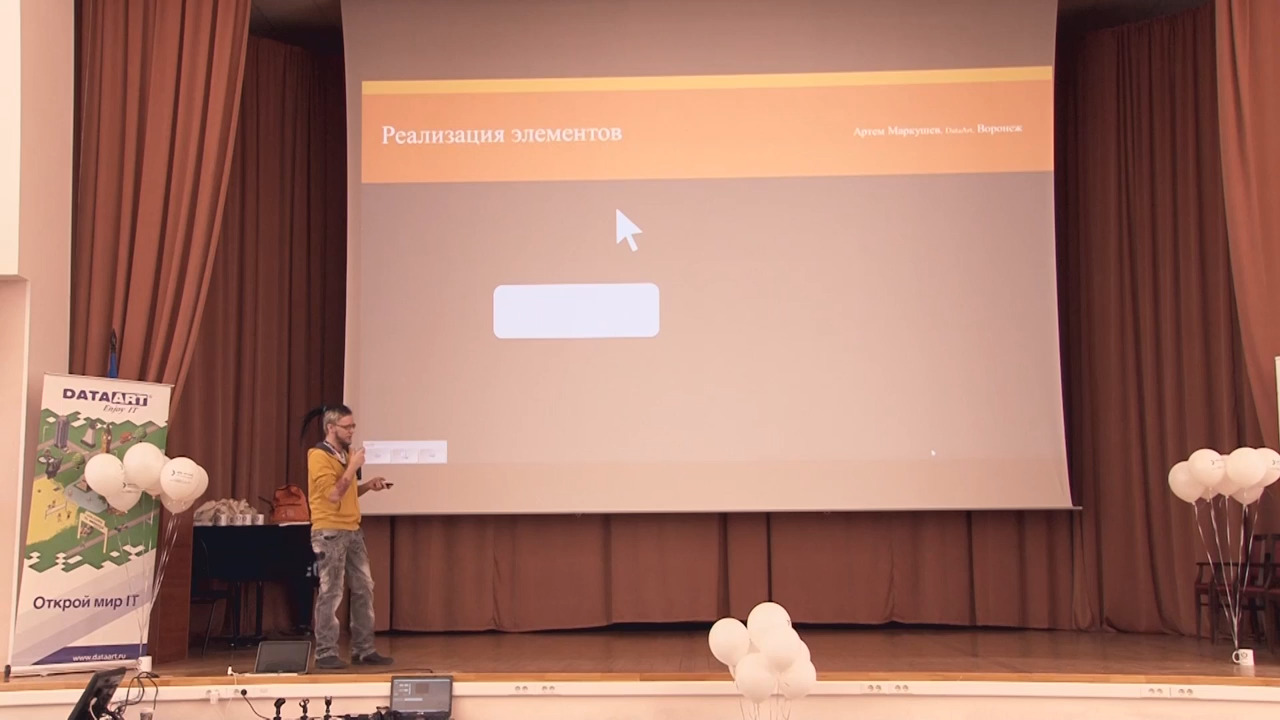 Реализация элементов
Артем Маркушев, DataArt, Воронеж
DATAART
Enjoy IT
Открой мир IT
www.dataart.ru